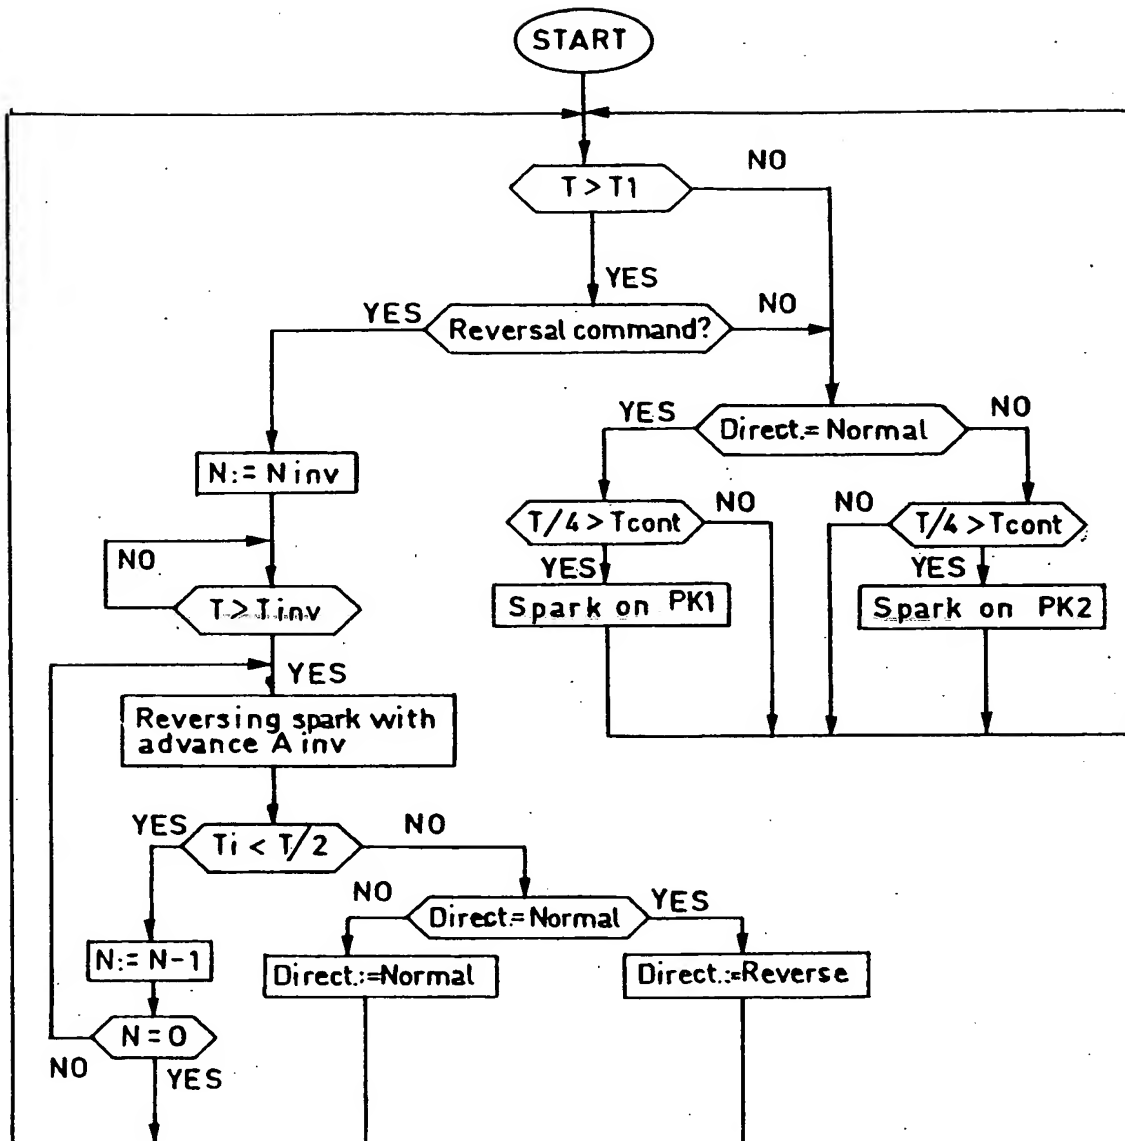 START
NO
T > T1
YES
YES
NO
Reversal command?
YES
NO
Direct.=Normal
N:= N inv
NO
NO
T/4 > Tcont
T/4 > Tcont
NO
YES
YES
T > T inv
Spark on PK1
Spark on PK2
YES
Reversing spark with
advance A inv
YES
NO
Ti < T/2
NO
YES
Direct.=Normal
N:= N-1
Direct.:=Normal
Direct.:=Reverse
N = 0
NO
YES